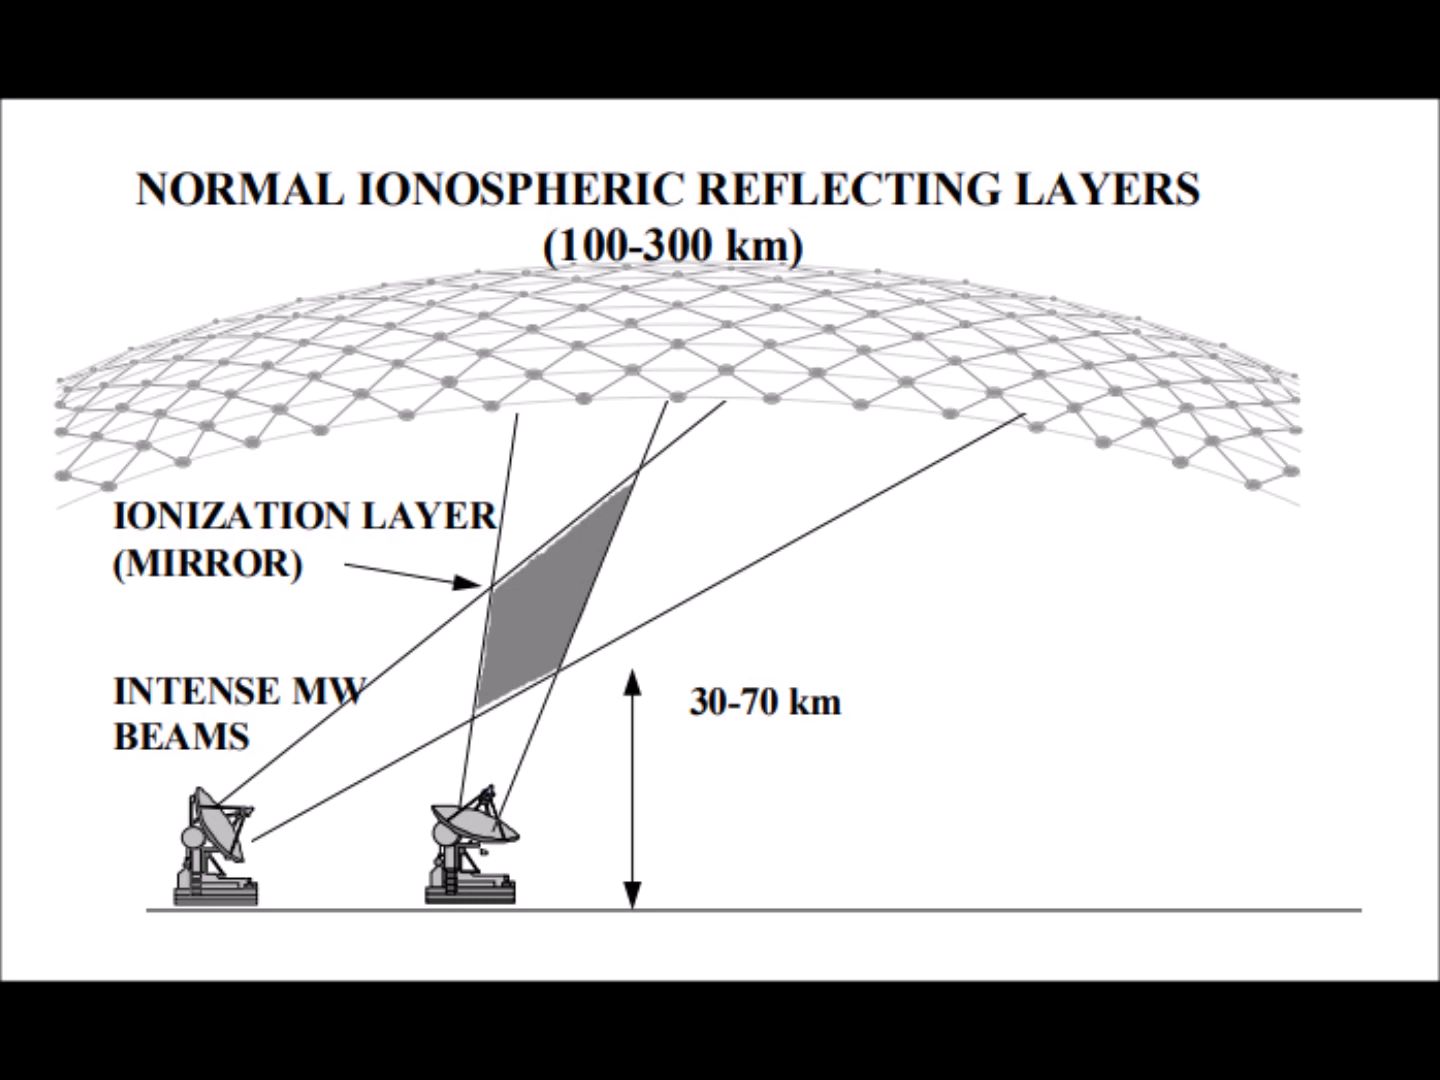 NORMAL IONOSPHERIC REFLECTING LAYERS
(100-300 km)
IONIZATION LAYER
(MIRROR)
INTENSE MW
BEAMS
30-70 km